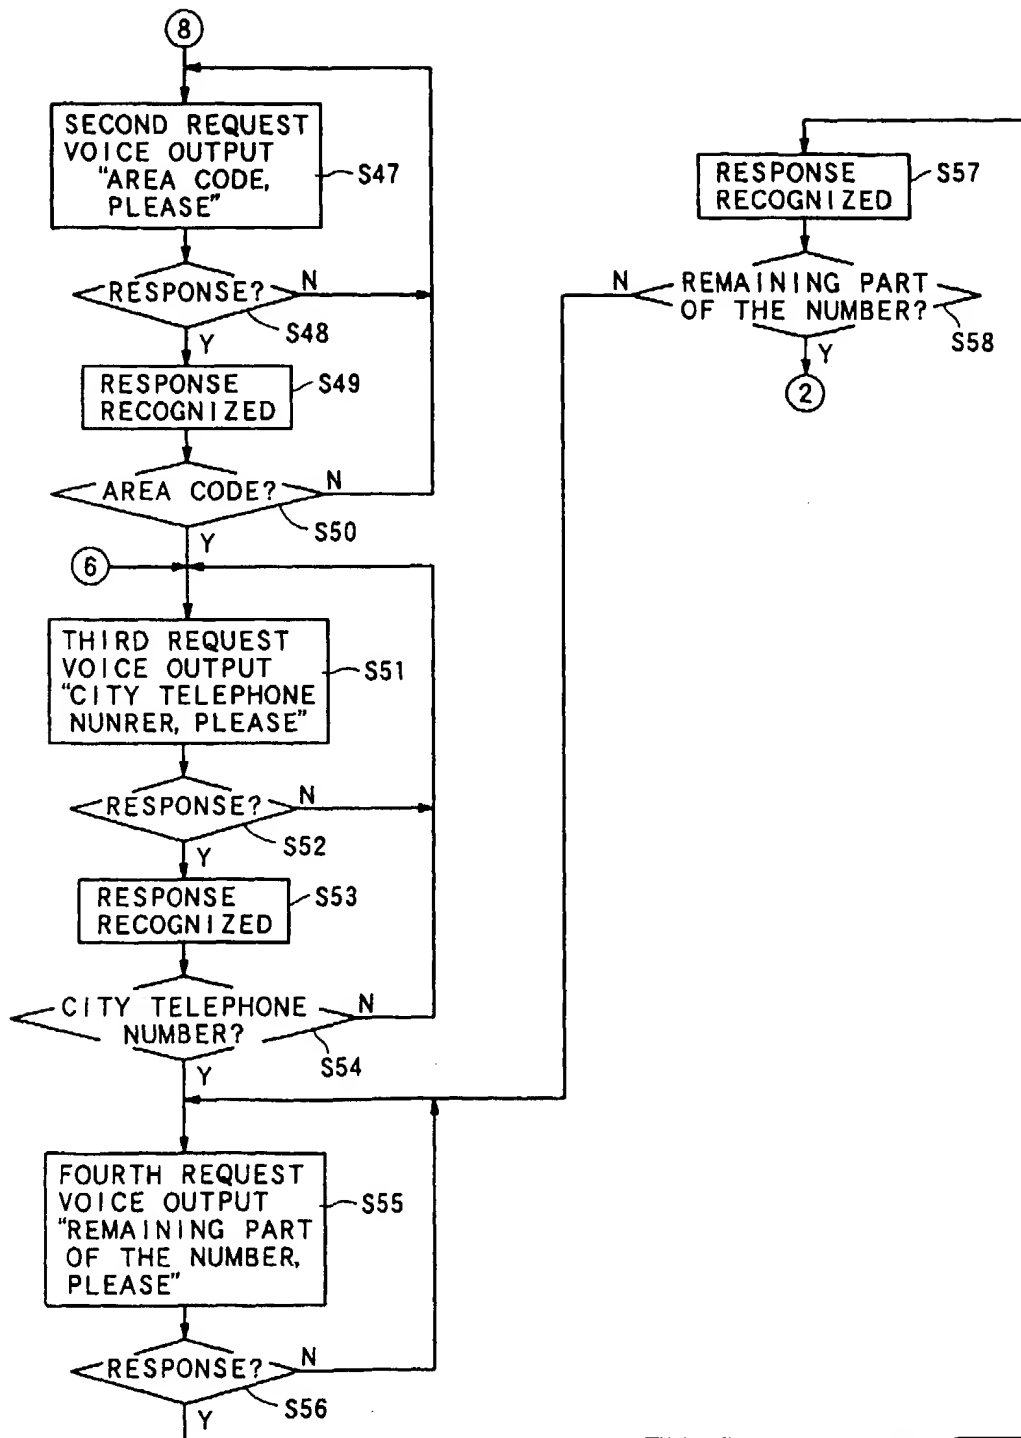 8
SECOND REQUEST
VOICE OUTPUT
"AREA CODE,
PLEASE"
S47
RESPONSE?
N
S48
Y
RESPONSE
RECOGNIZED
S49
AREA CODE?
N
S50
Y
6
THIRD REQUEST
VOICE OUTPUT
"CITY TELEPHONE
NUNRER, PLEASE"
S51
RESPONSE?
N
S52
Y
RESPONSE
RECOGNIZED
S53
CITY TELEPHONE
NUMBER?
N
S54
Y
FOURTH REQUEST
VOICE OUTPUT
"REMAINING PART
OF THE NUMBER,
PLEASE"
S55
RESPONSE?
N
S56
Y
RESPONSE
RECOGNIZED
S57
REMAINING PART
OF THE NUMBER?
N
S58
Y
2